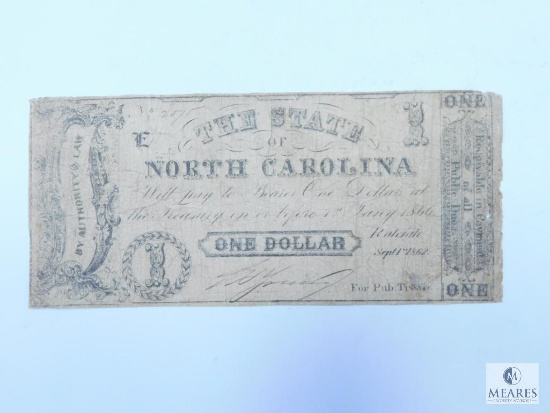 BY AUTHORITY OF LAW
E
THE STATE
OF
NORTH CAROLINA
1
Will pay to Bearer One Dollar at
the Treasury on or before 1st Jany 1866
Raleigh
Sept 1st 1862
ONE DOLLAR
1
For Pub. Treas.
ONE
Receivable in payment
of all
Public Dues
ONE
MEARES